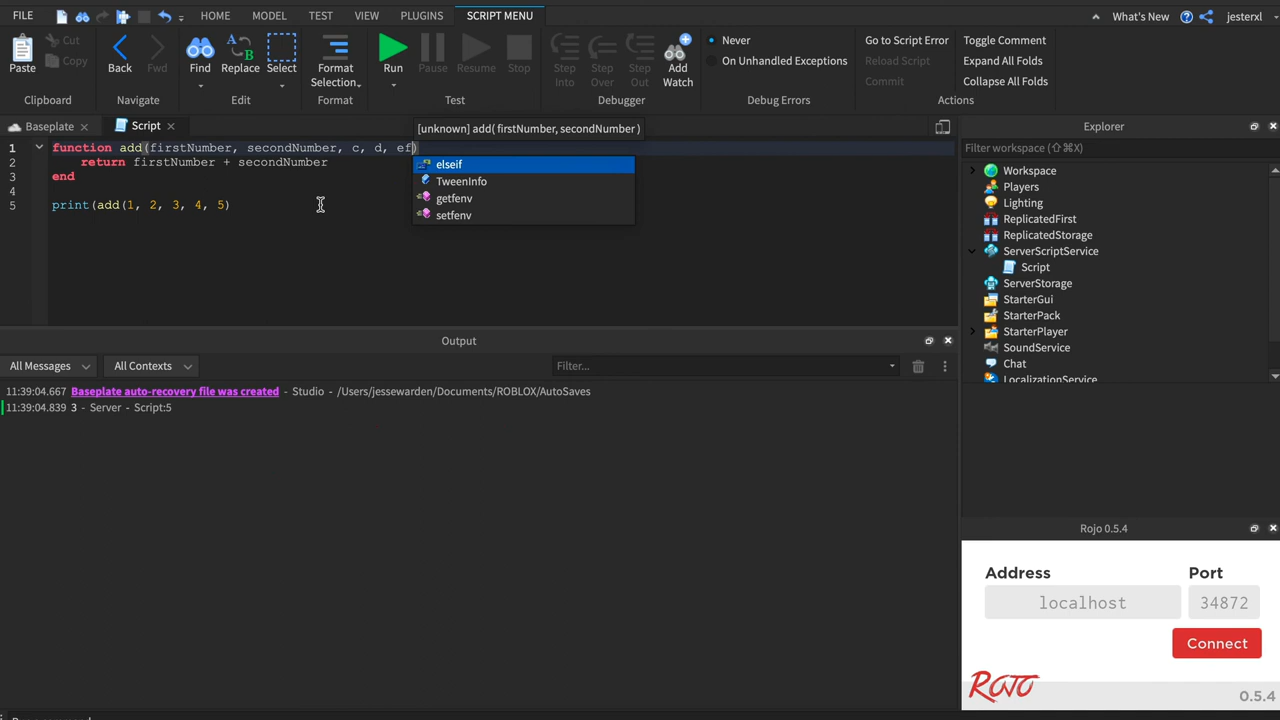 FILE HOME MODEL TEST VIEW PLUGINS SCRIPT MENU What's New jesterxl
Paste Cut Copy Back Fwd Find Replace Select Format Selection Run Pause Resume Stop Step Into Step Over Step Out Add Watch Never On Unhandled Exceptions Go to Script Error Reload Script Commit Toggle Comment Expand All Folds Collapse All Folds
Clipboard Navigate Edit Format Test Debugger Debug Errors Actions
Baseplate Script
[unknown] add( firstNumber, secondNumber )
1 function add(firstNumber, secondNumber, c, d, ef)
2 return firstNumber + secondNumber
3 end
4
5 print(add(1, 2, 3, 4, 5)
elseif
TweenInfo
getfenv
setfenv
Output
All Messages All Contexts Filter...
11:39:04.667 Baseplate auto-recovery file was created - Studio - /Users/jessewarden/Documents/ROBLOX/AutoSaves
11:39:04.839 3 - Server - Script:5
Explorer
Filter workspace (⇧⌘X)
Workspace
Players
Lighting
ReplicatedFirst
ReplicatedStorage
ServerScriptService
Script
ServerStorage
StarterGui
StarterPack
StarterPlayer
SoundService
Chat
LocalizationService
Rojo 0.5.4
Address Port
localhost 34872
Connect
ROJO 0.5.4